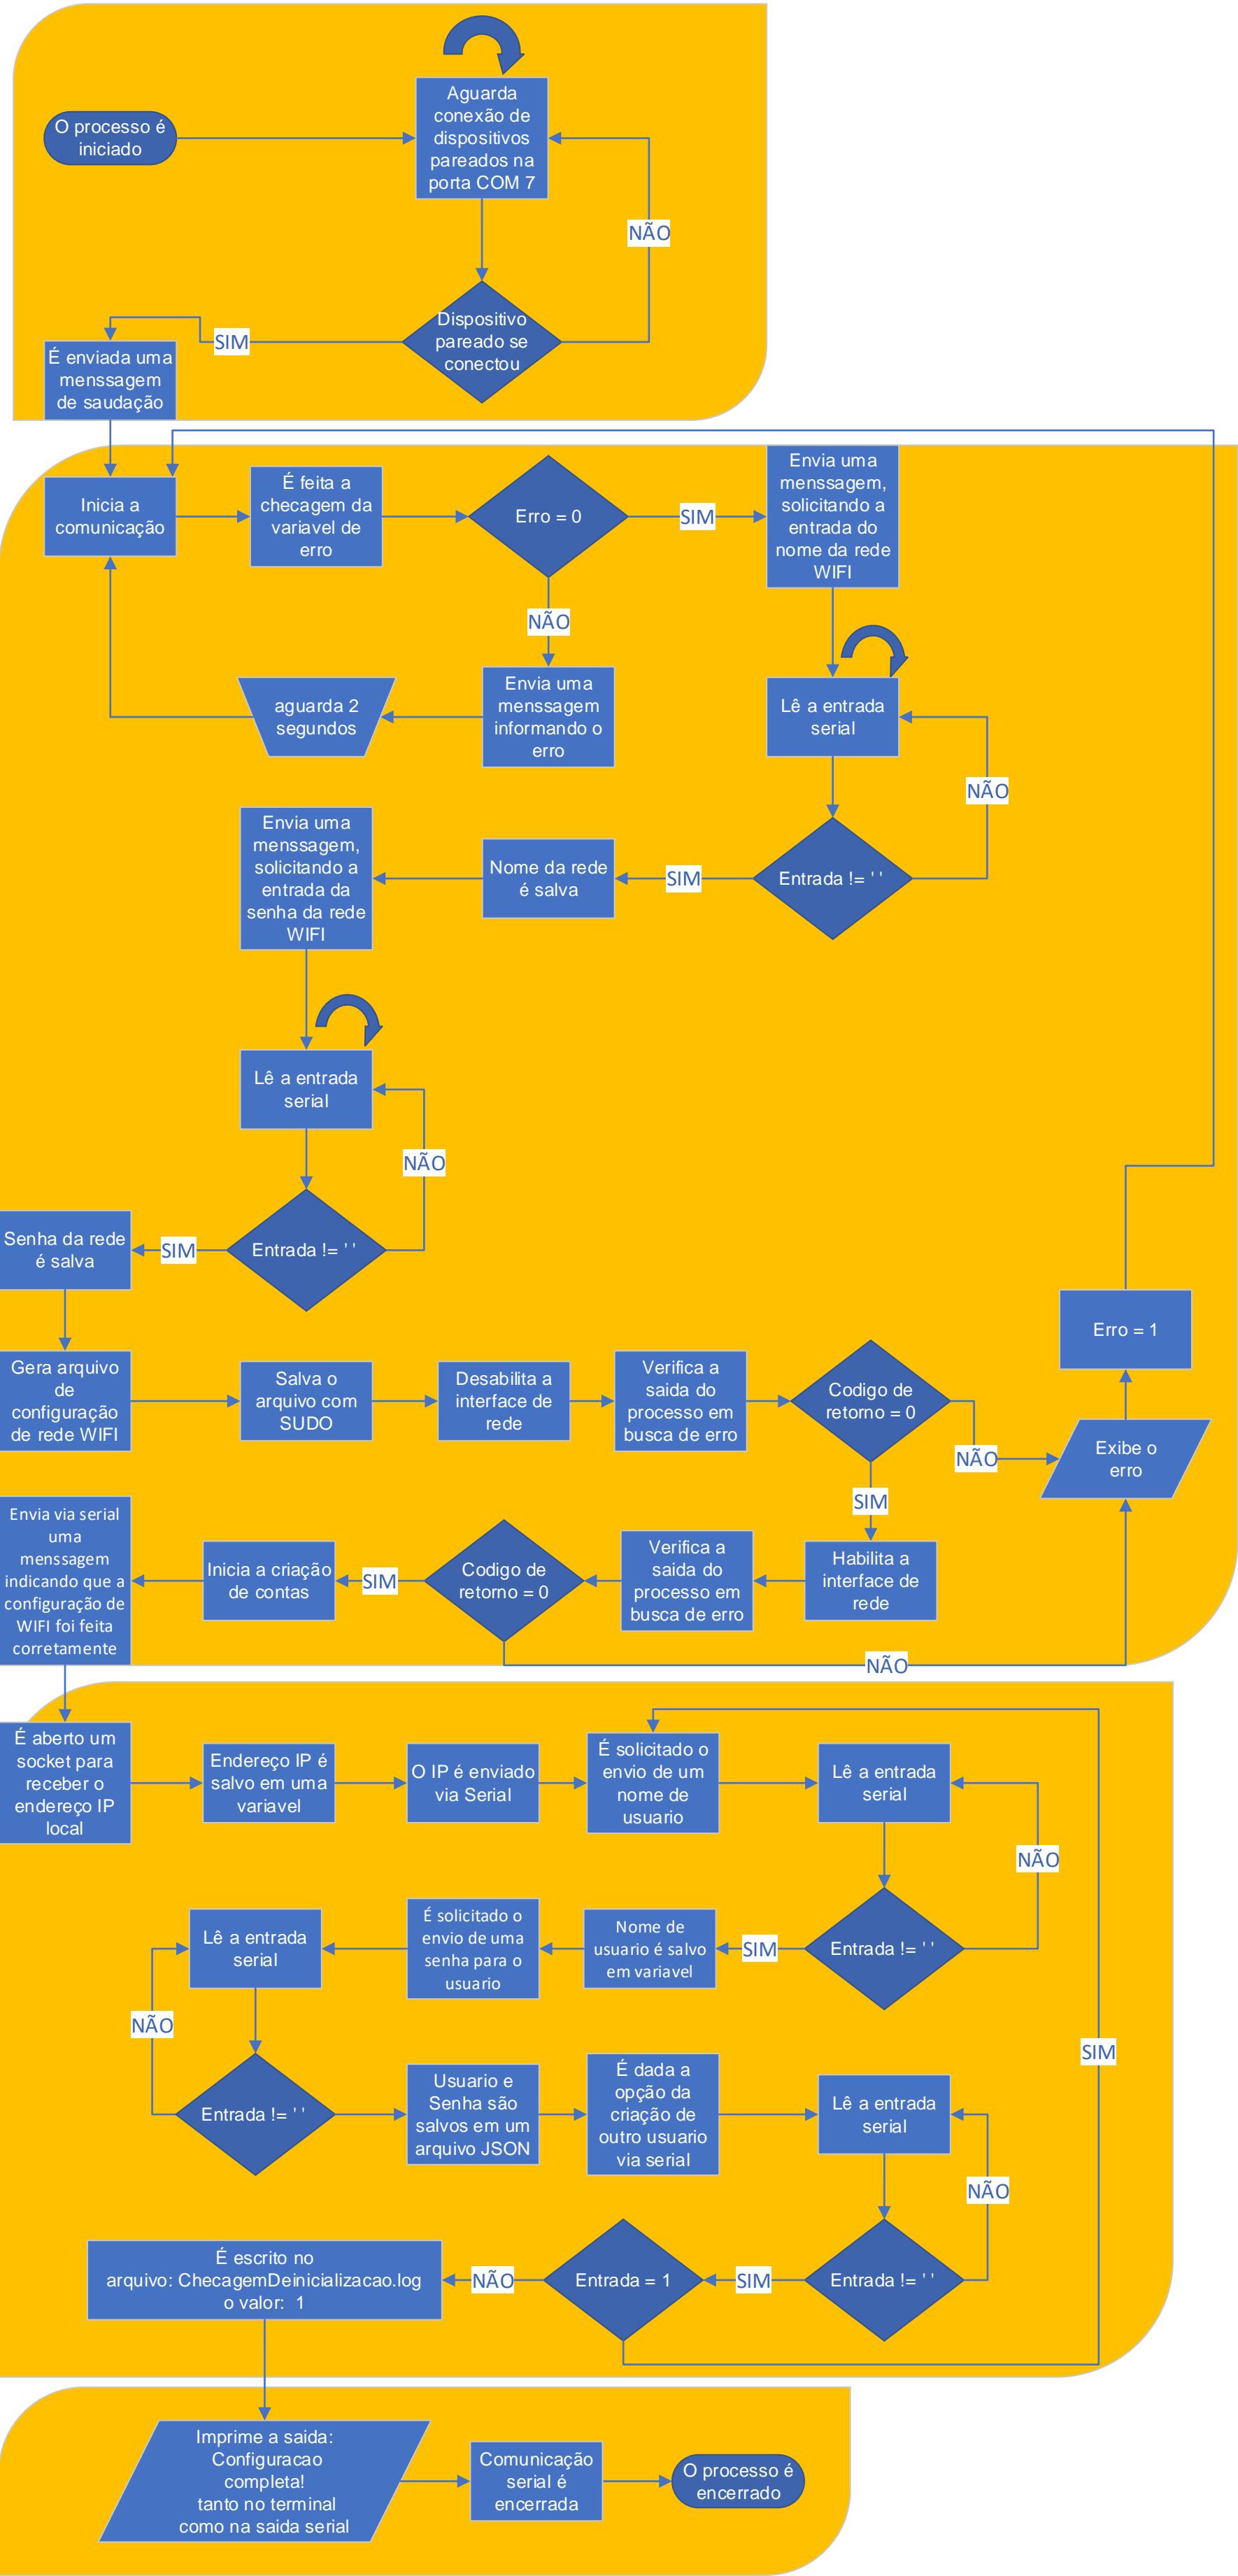 O processo é
iniciado
Aguarda
conexão de
dispositivos
pareados na
porta COM 7
NÃO
Dispositivo
pareado se
conectou
SIM
É enviada uma
menssagem
de saudação
Inicia a
comunicação
É feita a
checagem da
variavel de
erro
Erro = 0
SIM
Envia uma
menssagem,
solicitando a
entrada do
nome da rede
WIFI
NÃO
Envia uma
menssagem
informando o
erro
aguarda 2
segundos
Lê a entrada
serial
NÃO
Entrada != ' '
SIM
Nome da rede
é salva
Envia uma
menssagem,
solicitando a
entrada da
senha da rede
WIFI
Lê a entrada
serial
NÃO
Entrada != ' '
SIM
Senha da rede
é salva
Gera arquivo
de
configuração
de rede WIFI
Salva o
arquivo com
SUDO
Desabilita a
interface de
rede
Verifica a
saida do
processo em
busca de erro
Codigo de
retorno = 0
NÃO
Exibe o
erro
Erro = 1
SIM
Habilita a
interface de
rede
Verifica a
saida do
processo em
busca de erro
Codigo de
retorno = 0
NÃO
SIM
Inicia a criação
de contas
Envia via serial
uma
menssagem
indicando que a
configuração de
WIFI foi feita
corretamente
É aberto um
socket para
receber o
endereço IP
local
Endereço IP é
salvo em uma
variavel
O IP é enviado
via Serial
É solicitado o
envio de um
nome de
usuario
Lê a entrada
serial
NÃO
Entrada != ' '
SIM
Nome de
usuario é salvo
em variavel
É solicitado o
envio de uma
senha para o
usuario
Lê a entrada
serial
NÃO
Entrada != ' '
Usuario e
Senha são
salvos em um
arquivo JSON
É dada a
opção da
criação de
outro usuario
via serial
Lê a entrada
serial
NÃO
Entrada != ' '
SIM
Entrada = 1
SIM
NÃO
É escrito no
arquivo: ChecagemDeinicializacao.log
o valor: 1
Imprime a saida:
Configuracao
completa!
tanto no terminal
como na saida serial
Comunicação
serial é
encerrada
O processo é
encerrado